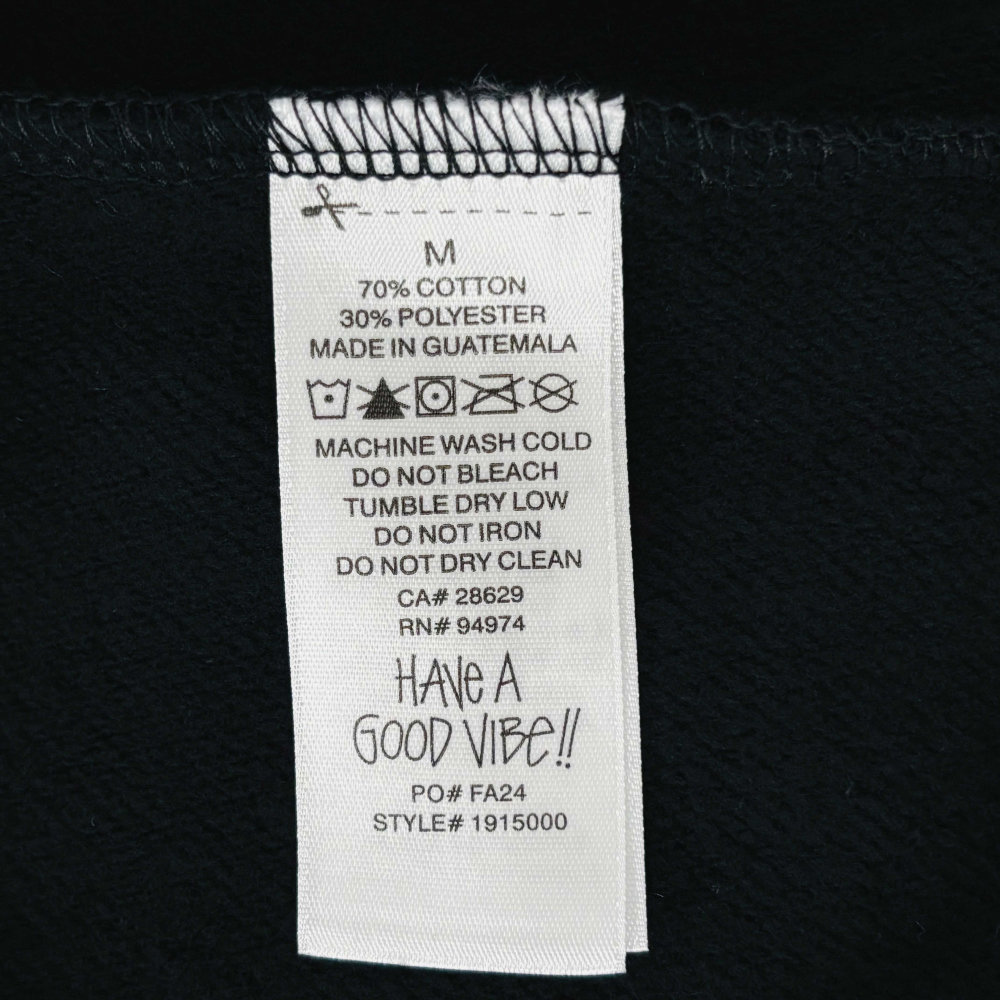 M
70% COTTON
30% POLYESTER
MADE IN GUATEMALA
MACHINE WASH COLD
DO NOT BLEACH
TUMBLE DRY LOW
DO NOT IRON
DO NOT DRY CLEAN
CA# 28629
RN# 94974
HAVe A
GOOD VIBe!!
PO# FA24
STYLE# 1915000